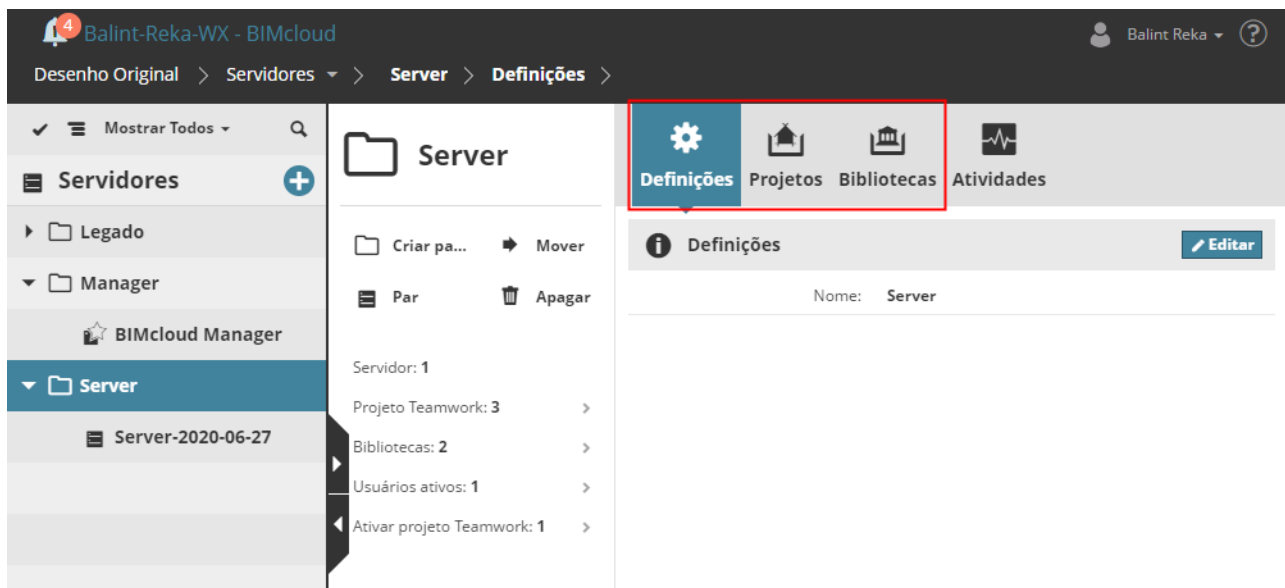 4
Balint-Reka-WX - BIMcloud
Balint Reka
?
Desenho Original > Servidores > Server > Definições >
Mostrar Todos
Servidores
Legado
Manager
BIMcloud Manager
Server
Server-2020-06-27
Server
Criar pa... Mover
Par Apagar
Servidor: 1
Projeto Teamwork: 3 >
Bibliotecas: 2 >
Usuários ativos: 1 >
Ativar projeto Teamwork: 1 >
Definições Projetos Bibliotecas Atividades
Definições Editar
Nome: Server